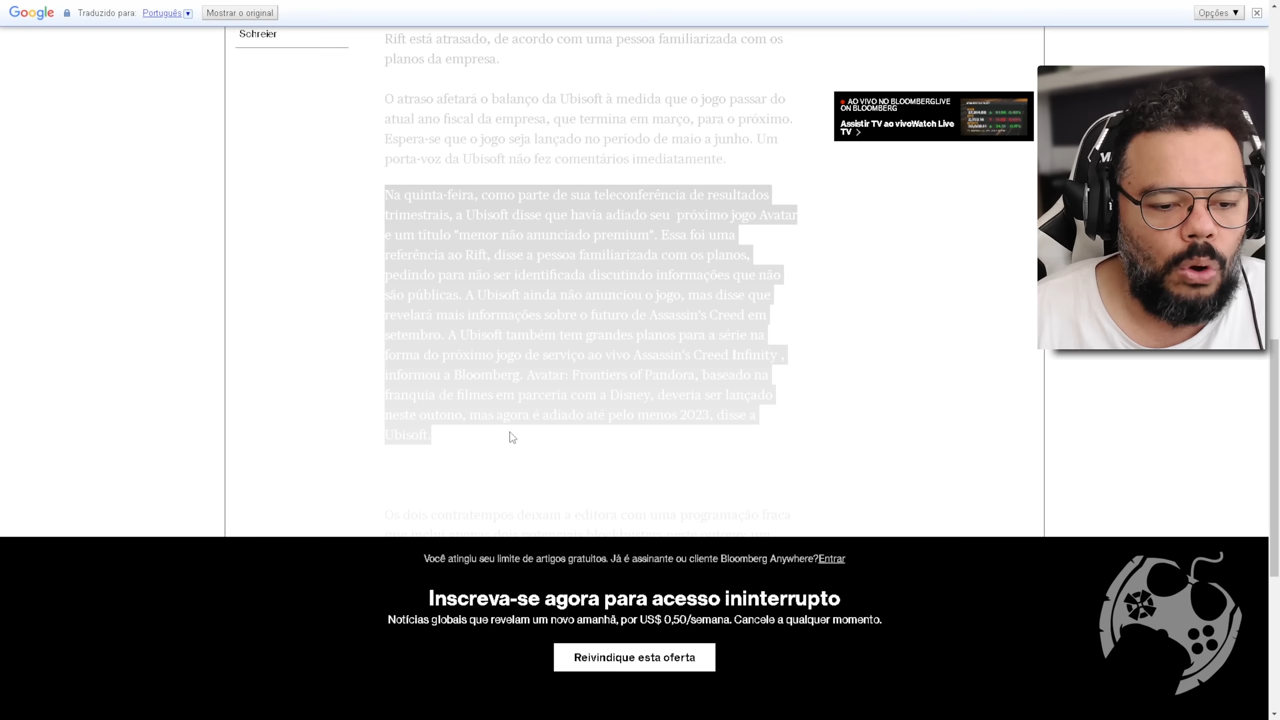 Google Traduzido para: Português Mostrar o original Opções ▼
Schreier
Rift está atrasado, de acordo com uma pessoa familiarizada com os
planos da empresa.
O atraso afetará o balanço da Ubisoft à medida que o jogo passar do
atual ano fiscal da empresa, que termina em março, para o próximo.
Espera-se que o jogo seja lançado no período de maio a junho. Um
porta-voz da Ubisoft não fez comentários imediatamente.
AO VIVO NO BLOOMBERGLIVE
ON BLOOMBERG
Assistir TV ao vivoWatch Live
TV >
Na quinta-feira, como parte de sua teleconferência de resultados
trimestrais, a Ubisoft disse que havia adiado seu próximo jogo Avatar
e um título "menor não anunciado premium". Essa foi uma
referência ao Rift, disse a pessoa familiarizada com os planos,
pedindo para não ser identificada discutindo informações que não
são públicas. A Ubisoft ainda não anunciou o jogo, mas disse que
revelará mais informações sobre o futuro de Assassin's Creed em
setembro. A Ubisoft também tem grandes planos para a série na
forma do próximo jogo de serviço ao vivo Assassin's Creed Infinity ,
informou a Bloomberg. Avatar: Frontiers of Pandora, baseado na
franquia de filmes em parceria com a Disney, deveria ser lançado
neste outono, mas agora é adiado até pelo menos 2023, disse a
Ubisoft.
Os dois contratempos deixam a editora com uma programação fraca
Você atingiu seu limite de artigos gratuitos. Já é assinante ou cliente Bloomberg Anywhere?Entrar
Inscreva-se agora para acesso ininterrupto
Notícias globais que revelam um novo amanhã, por US$ 0,50/semana. Cancele a qualquer momento.
Reivindique esta oferta